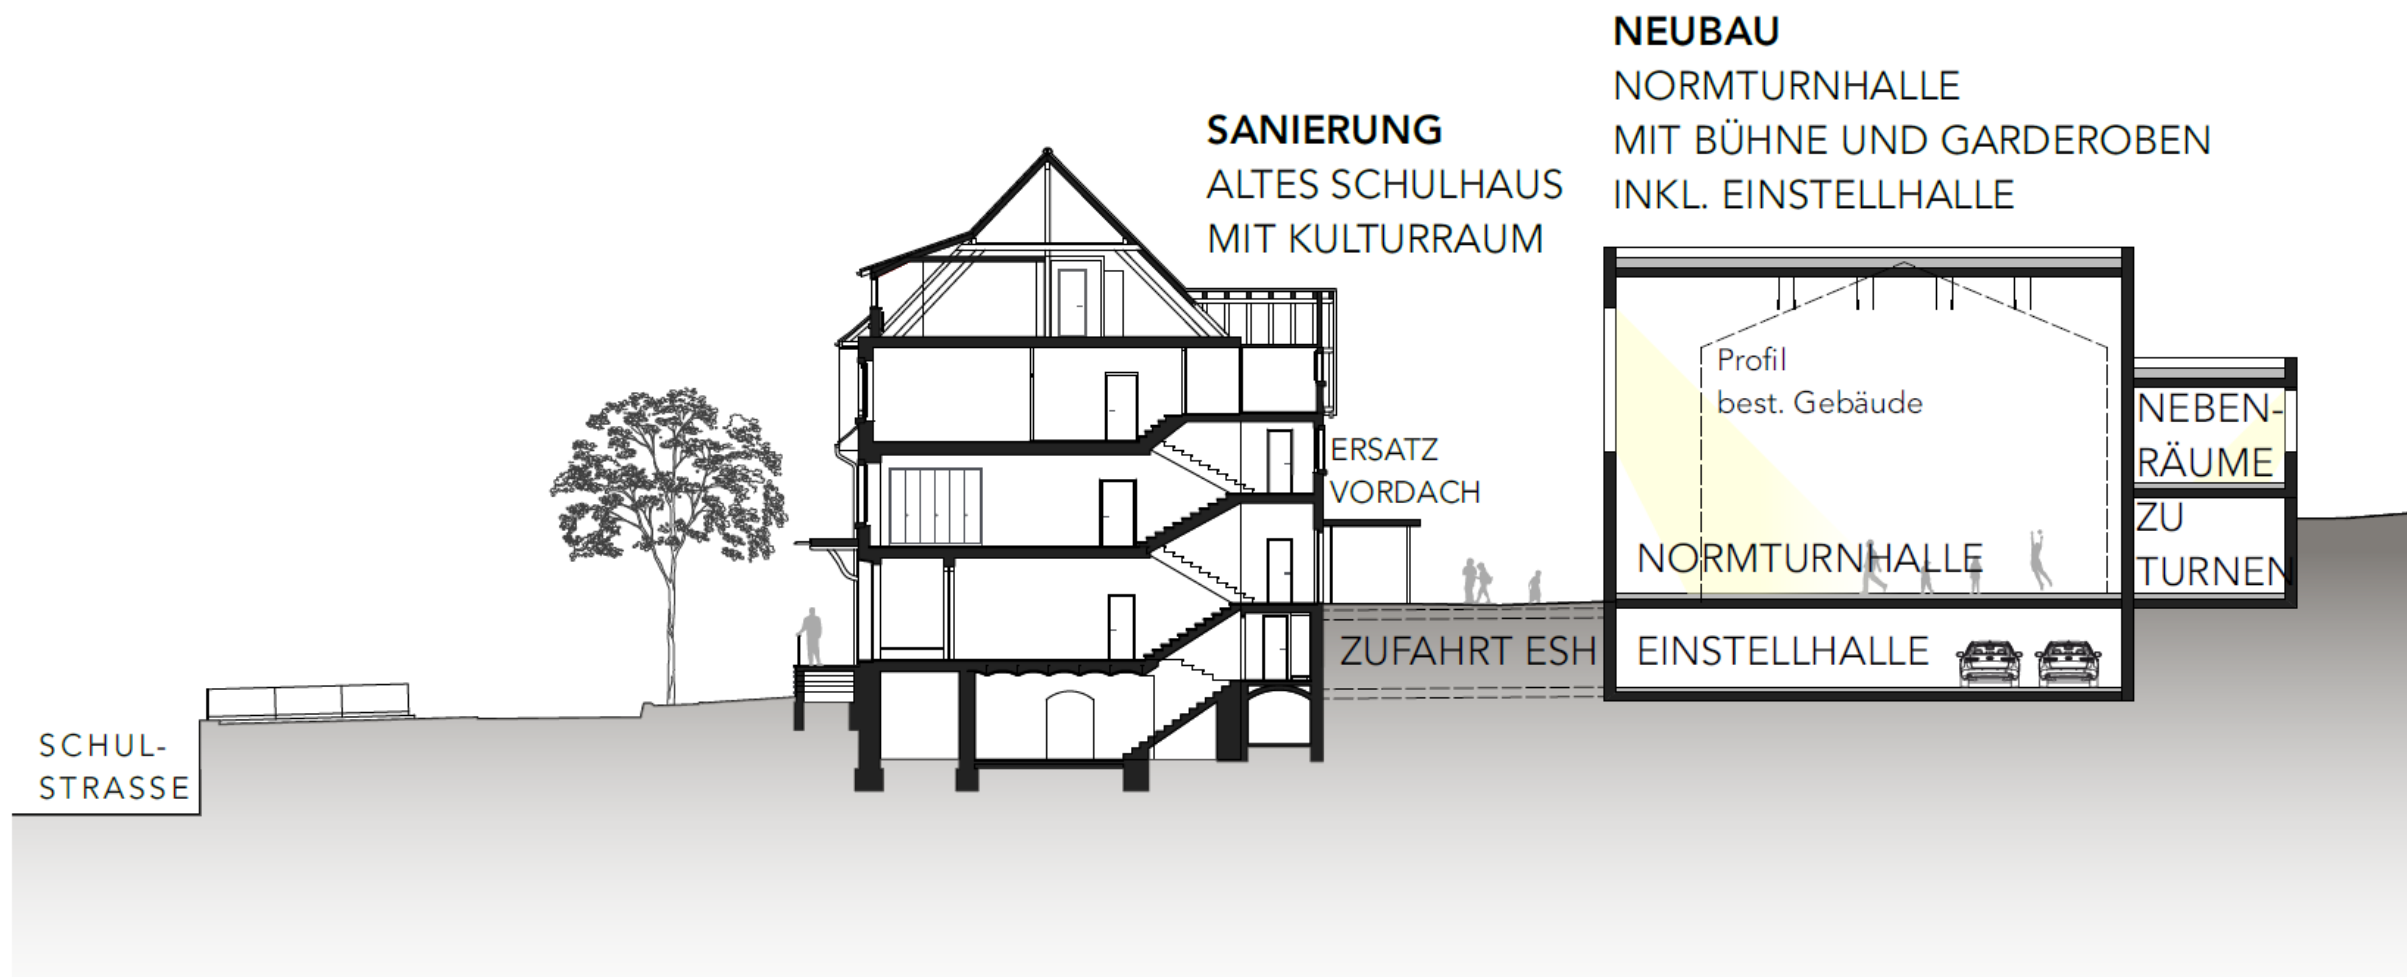 NEUBAU
NORMTURNHALLE
MIT BÜHNE UND GARDEROBEN
INKL. EINSTELLHALLE
SANIERUNG
ALTES SCHULHAUS
MIT KULTURRAUM
Profil
best. Gebäude
NEBEN-
RÄUME
ZU
TURNEN
ERSATZ
VORDACH
NORMTURNHALLE
ZUFAHRT ESH
EINSTELLHALLE
SCHUL-
STRASSE